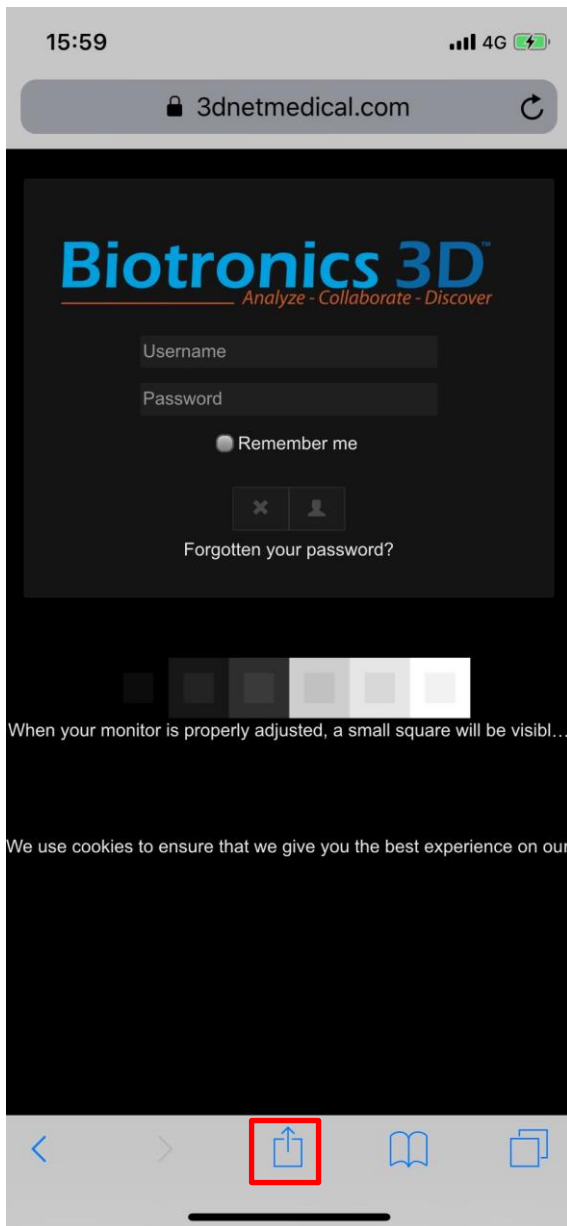 15:59 4G
3dnetmedical.com
Biotronics 3D™
Analyze - Collaborate - Discover
Username
Password
Remember me
Forgotten your password?
When your monitor is properly adjusted, a small square will be visibl...
We use cookies to ensure that we give you the best experience on our